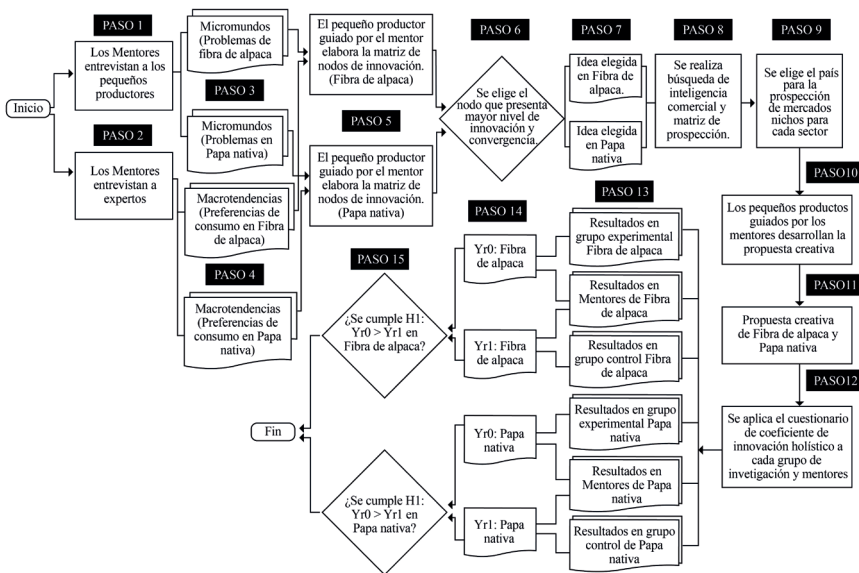 PASO 1
Los Mentores
entrevistan a los
pequeños
productores
Inicio
PASO 2
Los Mentores
entrevistan a
expertos
Micromundos
(Problemas de
fibra de alpaca
PASO 3
Micromundos
(Problemas en
Papa nativa)
Macrotendencias
(Preferencias de
consumo en Fibra
de alpaca)
PASO 4
Macrotendencias
(Preferencias de
consumo en Papa
nativa)
El pequeño productor
guiado por el mentor
elabora la matriz de
nodos de innovación.
(Fibra de alpaca)
PASO 5
El pequeño productor
guiado por el mentor
elabora la matriz de
nodos de innovación.
(Papa nativa)
PASO 6
Se elige el
nodo que presenta
mayor nivel de
innovación y
convergencia.
PASO 7
Idea elegida
en Fibra de
alpaca.
Idea elegida
en Papa
nativa
PASO 8
Se realiza
búsqueda de
inteligencia
comercial y
matriz de
prospección.
PASO 9
Se elige el país
para la
prospección
de mercados
nichos para
cada sector
PASO10
Los pequeños productos
guiados por los
mentores desarrollan la
propuesta creativa
PASO11
Propuesta creativa
de Fibra de alpaca y
Papa nativa
PASO12
Se aplica el cuestionario
de coeficiente de
innovación holístico a
cada grupo de
invetigación y mentores
PASO 13
Resultados en
grupo experimental
Fibra de alpaca
Resultados en
Mentores de Fibra
de alpaca
Resultados en
grupo control Fibra
de alpaca
Resultados en grupo
experimental Papa
nativa
Resultados en
Mentores de Papa
nativa
Resultados en grupo
control de Papa
nativa
PASO 14
Yr0: Fibra
de alpaca
Yr1: Fibra
de alpaca
Yr0: Papa
nativa
Yr1: Papa
nativa
PASO 15
¿Se cumple H1:
Yr0 > Yr1 en
Fibra de alpaca?
¿Se cumple H1:
Yr0 > Yr1 en
Papa nativa?
Fin